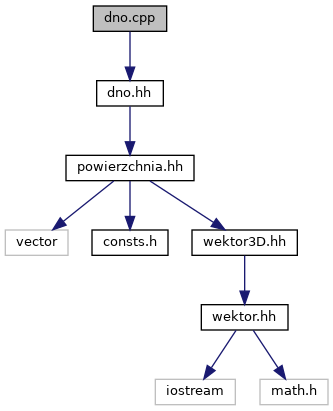 dno.cpp
dno.hh
powierzchnia.hh
vector
consts.h
wektor3D.hh
wektor.hh
iostream
math.h